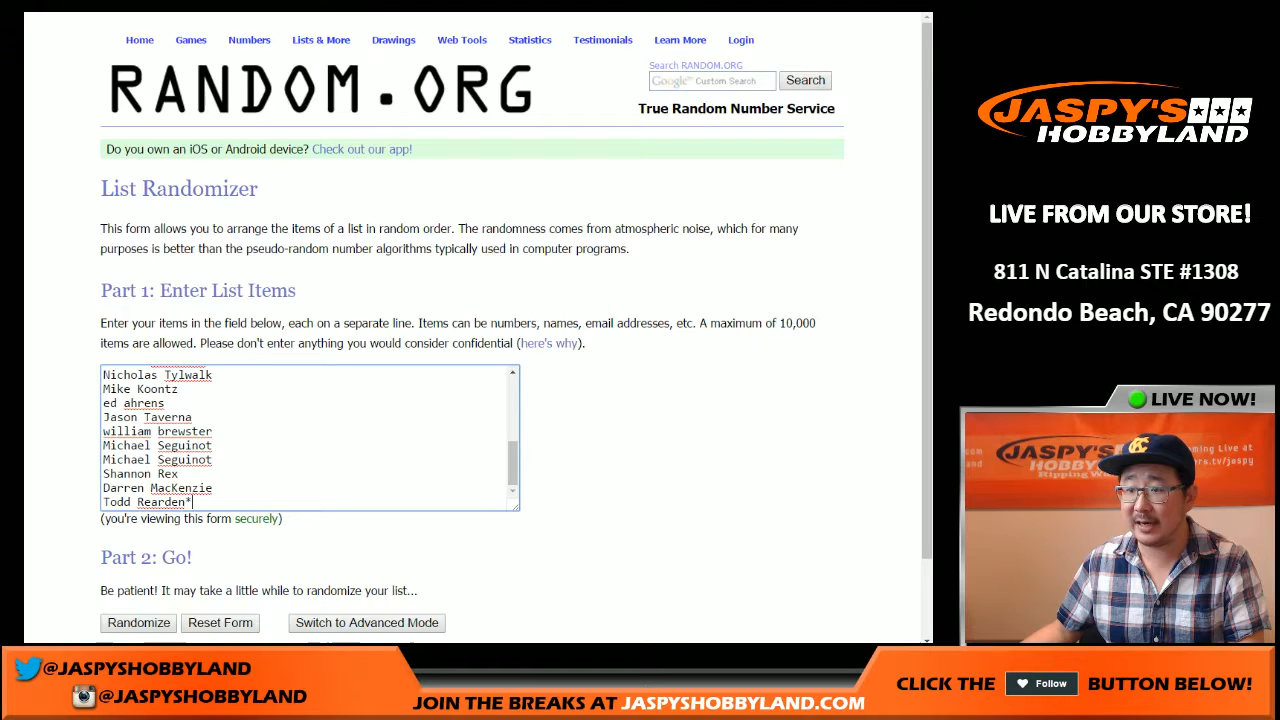 Home Games Numbers Lists & More Drawings Web Tools Statistics Testimonials Learn More Login
RANDOM.ORG
Search RANDOM.ORG
Google™ Custom Search Search
True Random Number Service
Do you own an iOS or Android device? Check out our app!
List Randomizer
This form allows you to arrange the items of a list in random order. The randomness comes from atmospheric noise, which for many
purposes is better than the pseudo-random number algorithms typically used in computer programs.
Part 1: Enter List Items
Enter your items in the field below, each on a separate line. Items can be numbers, names, email addresses, etc. A maximum of 10,000
items are allowed. Please don't enter anything you would consider confidential (here's why).
Nicholas Tylwalk
Mike Koontz
ed ahrens
Jason Taverna
william brewster
Michael Seguinot
Michael Seguinot
Shannon Rex
Darren MacKenzie
Todd Rearden*
(you're viewing this form securely)
Part 2: Go!
Be patient! It may take a little while to randomize your list...
Randomize Reset Form Switch to Advanced Mode
JASPY'S
HOBBYLAND
LIVE FROM OUR STORE!
811 N Catalina STE #1308
Redondo Beach, CA 90277
LIVE NOW!
@JASPYSHOBBYLAND
@JASPYSHOBBYLAND
JOIN THE BREAKS AT JASPYSHOBBYLAND.COM
CLICK THE Follow BUTTON BELOW!